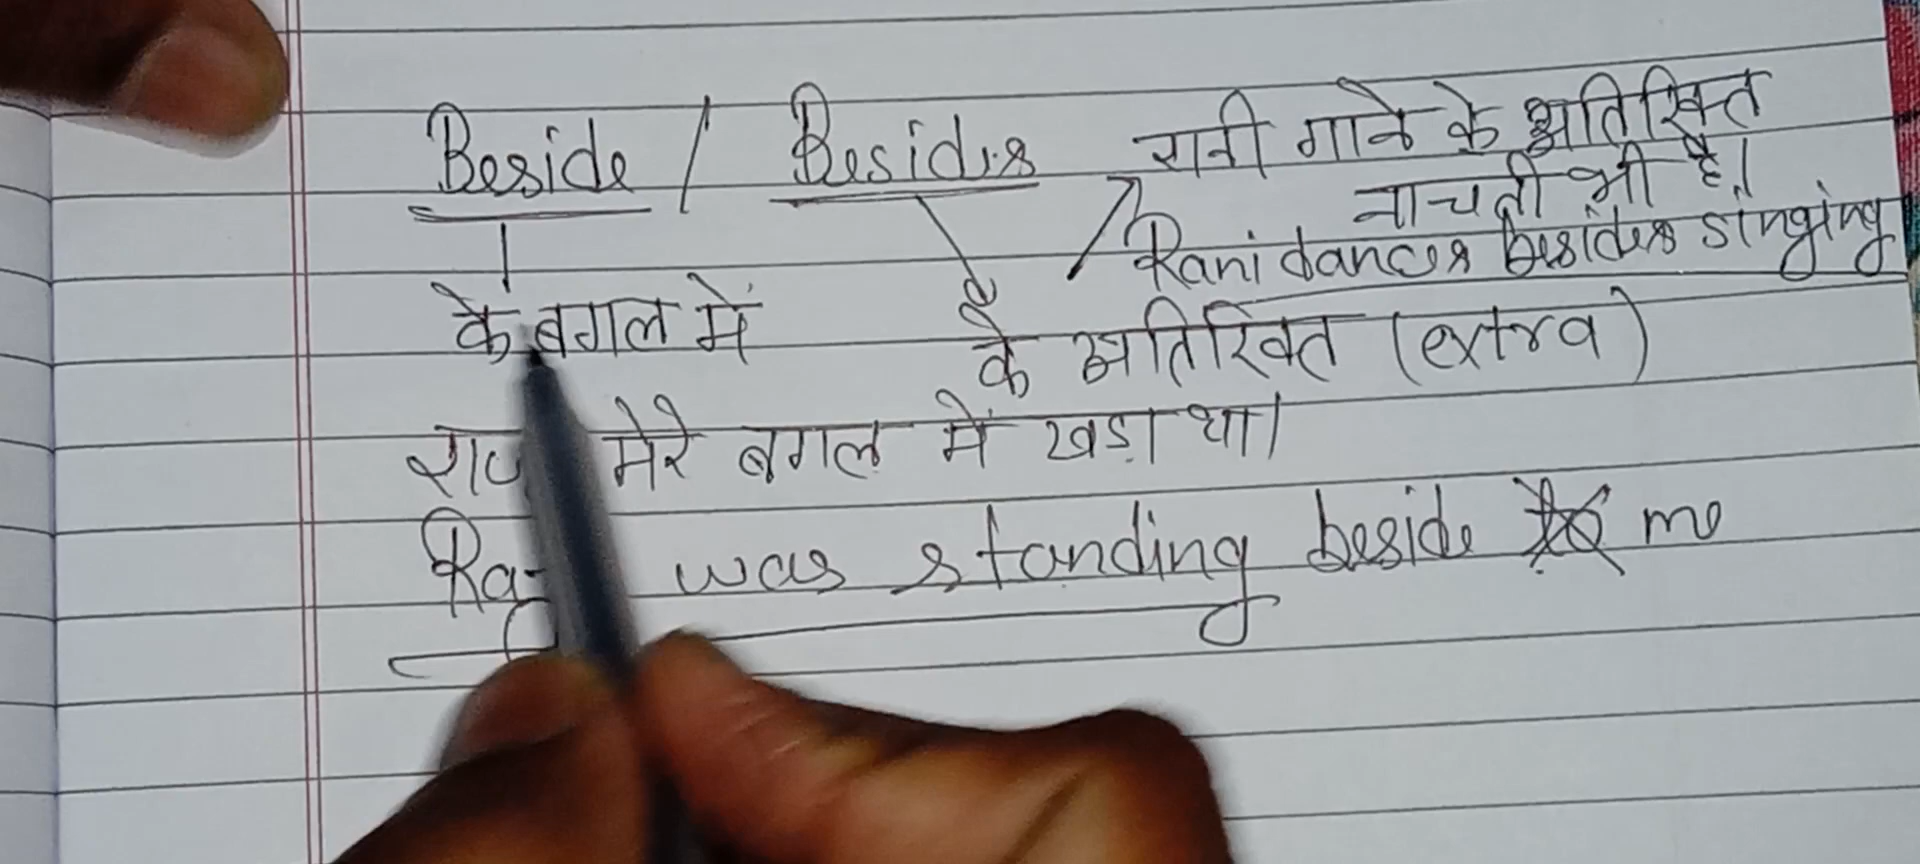 Beside / Besides
रानी गाने के अतिरिक्त
नाचती भी है।
Rani dances besides singing
के बगल में
के अतिरिक्त (extra)
मेरे बगल में खड़ा था।
was standing beside me